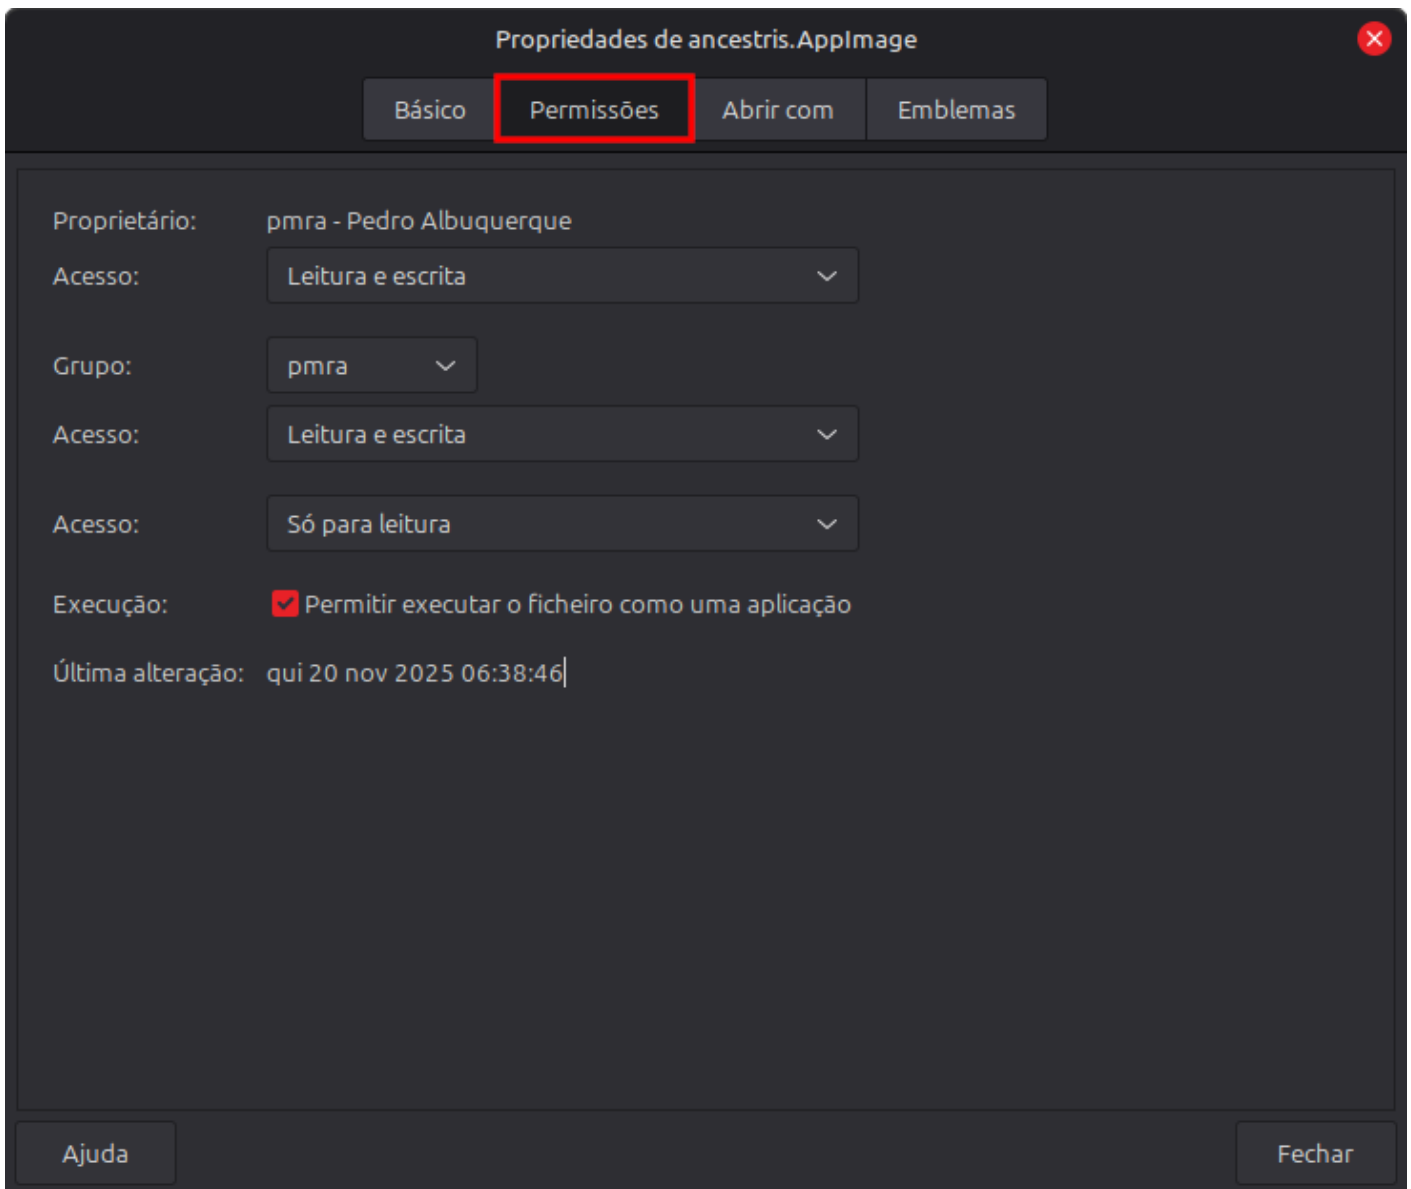 Propriedades de ancestris.AppImage
Básico Permissões Abrir com Emblemas
Proprietário: pmra - Pedro Albuquerque
Acesso: Leitura e escrita
Grupo: pmra
Acesso: Leitura e escrita
Acesso: Só para leitura
Execução: Permitir executar o ficheiro como uma aplicação
Última alteração: qui 20 nov 2025 06:38:46
Ajuda Fechar